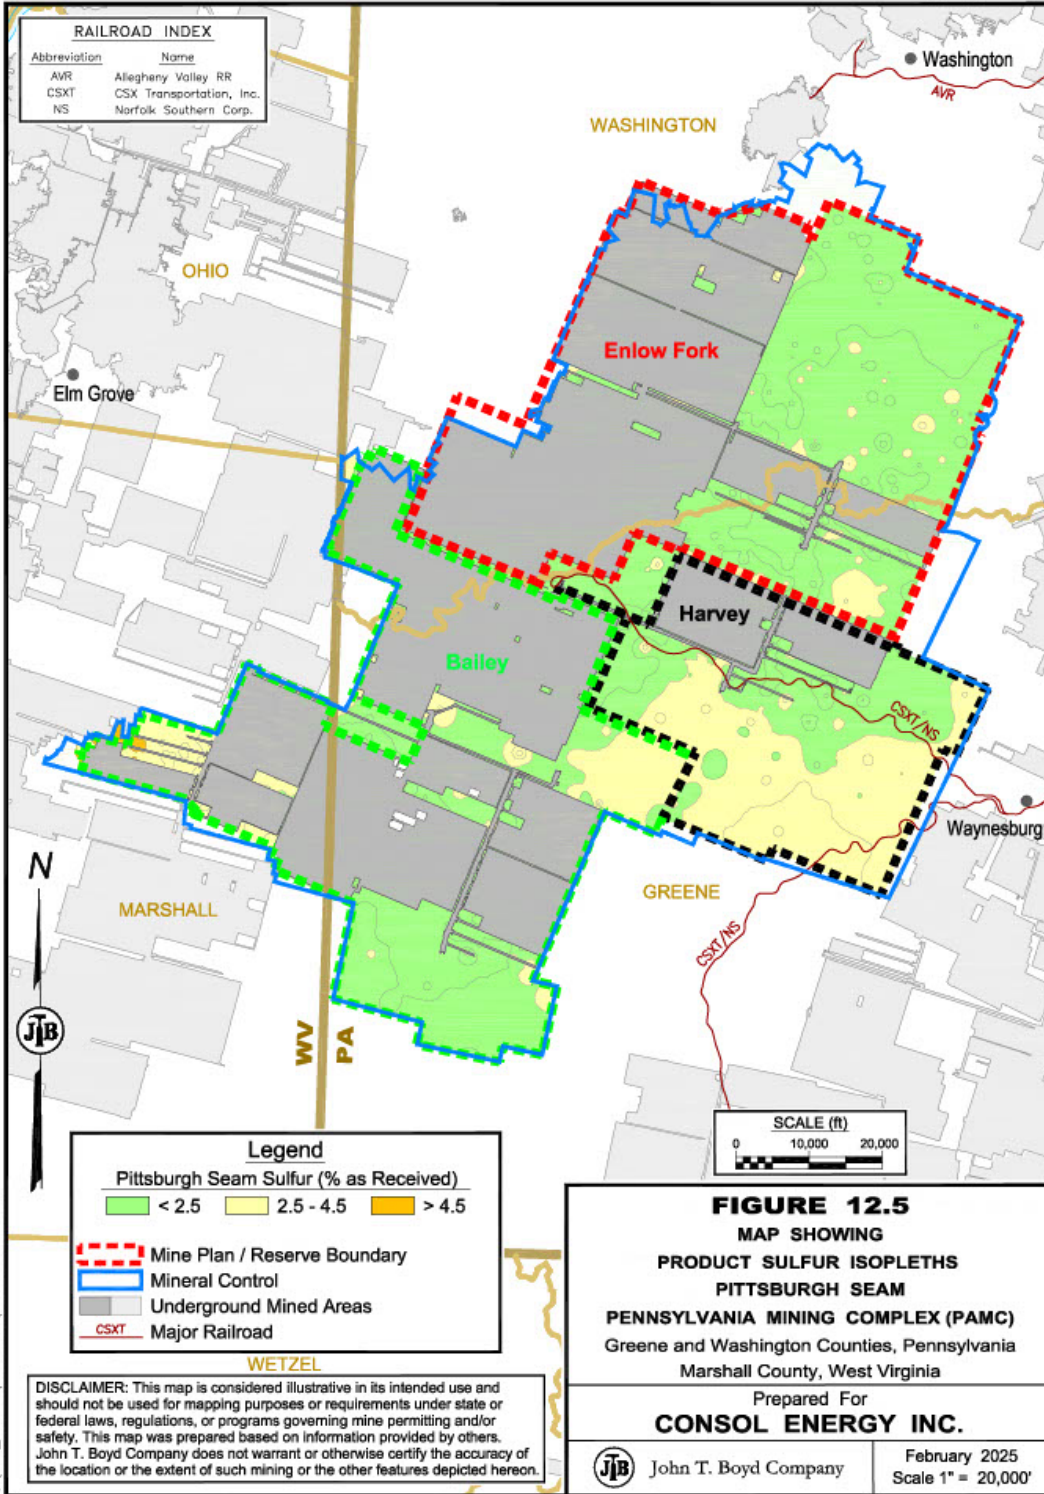 RAILROAD INDEX
Abbreviation Name
AVR Allegheny Valley RR
CSXT CSX Transportation, Inc.
NS Norfolk Southern Corp.
Washington
AVR
WASHINGTON
OHIO
Enlow Fork
Elm Grove
Harvey
Bailey
CSXT/NS
Waynesburg
N
GREENE
MARSHALL
CSXT/NS
JTB
WV PA
SCALE (ft)
0 10,000 20,000
Legend
Pittsburgh Seam Sulfur (% as Received)
< 2.5 2.5 - 4.5 > 4.5
Mine Plan / Reserve Boundary
Mineral Control
Underground Mined Areas
CSXT Major Railroad
WETZEL
DISCLAIMER: This map is considered illustrative in its intended use and
should not be used for mapping purposes or requirements under state or
federal laws, regulations, or programs governing mine permitting and/or
safety. This map was prepared based on information provided by others.
John T. Boyd Company does not warrant or otherwise certify the accuracy of
the location or the extent of such mining or the other features depicted hereon.
FIGURE 12.5
MAP SHOWING
PRODUCT SULFUR ISOPLETHS
PITTSBURGH SEAM
PENNSYLVANIA MINING COMPLEX (PAMC)
Greene and Washington Counties, Pennsylvania
Marshall County, West Virginia
Prepared For
CONSOL ENERGY INC.
JTB John T. Boyd Company
February 2025
Scale 1" = 20,000'